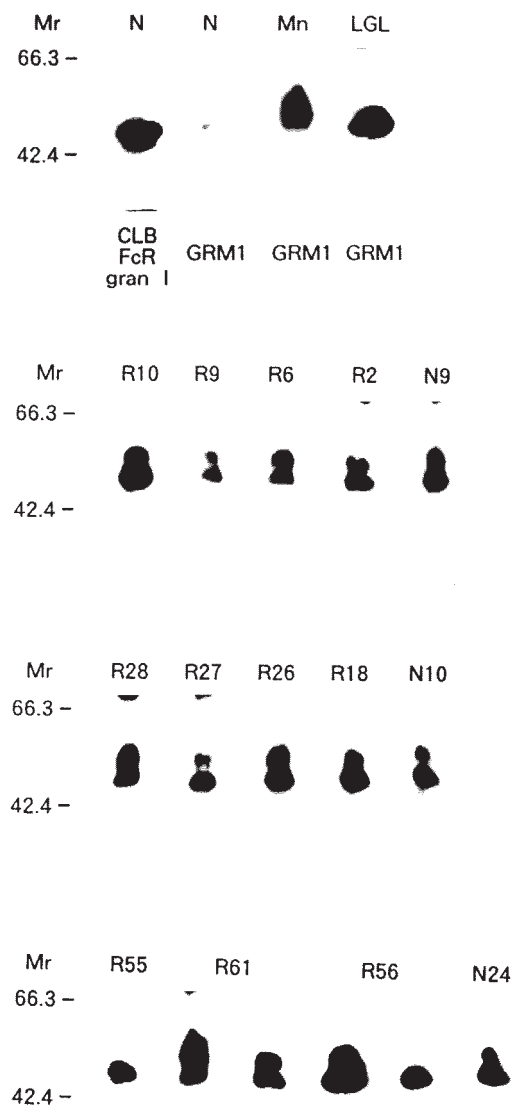 Mr N N Mn LGL
66.3 –
42.4 –
CLB
FcR
gran I GRM1 GRM1 GRM1
Mr R10 R9 R6 R2 N9
66.3 –
42.4 –
Mr R28 R27 R26 R18 N10
66.3 –
42.4 –
Mr R55 R61 R56 N24
66.3 –
42.4 –